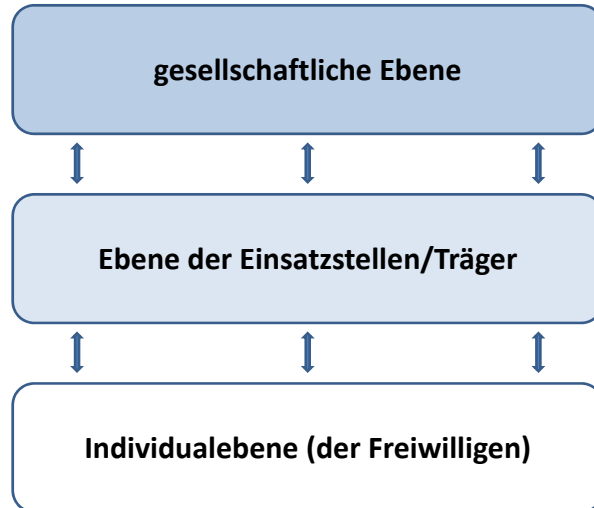 gesellschaftliche Ebene
Ebene der Einsatzstellen/Träger
Individualebene (der Freiwilligen)